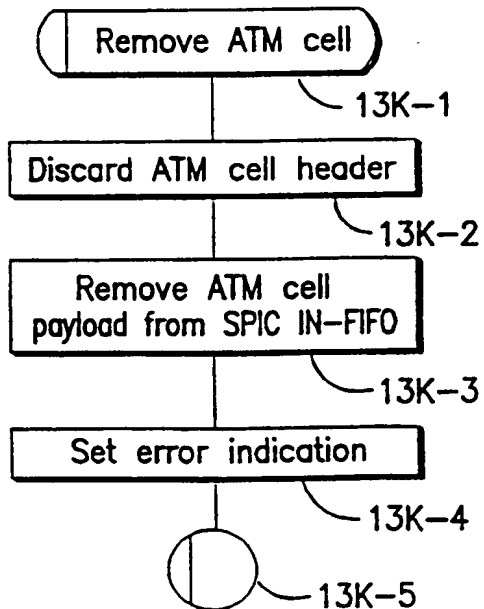 Remove ATM cell
13K-1
Discard ATM cell header
13K-2
Remove ATM cell
payload from SPIC IN-FIFO
13K-3
Set error indication
13K-4
13K-5